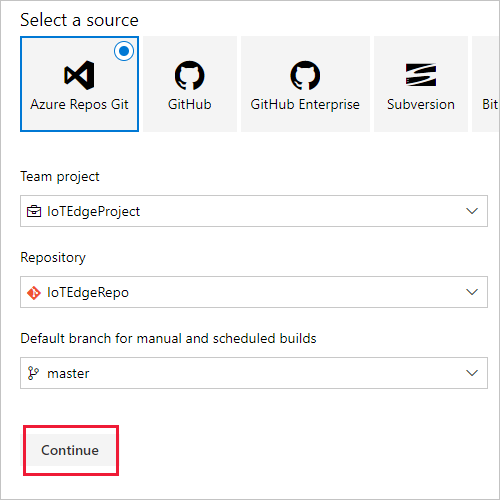 Select a source
Azure Repos Git
GitHub
GitHub Enterprise
Subversion
Bit
Team project
IoTEdgeProject
Repository
IoTEdgeRepo
Default branch for manual and scheduled builds
master
Continue